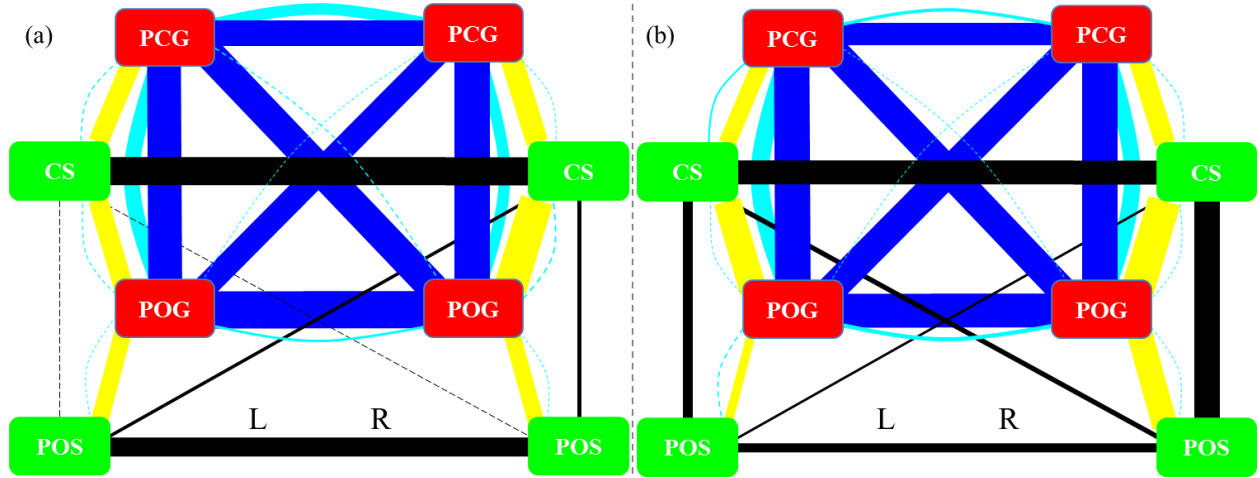 (a) PCG PCG (b) PCG PCG
CS CS CS CS
POG POG POG POG
L R L R
POS POS POS POS